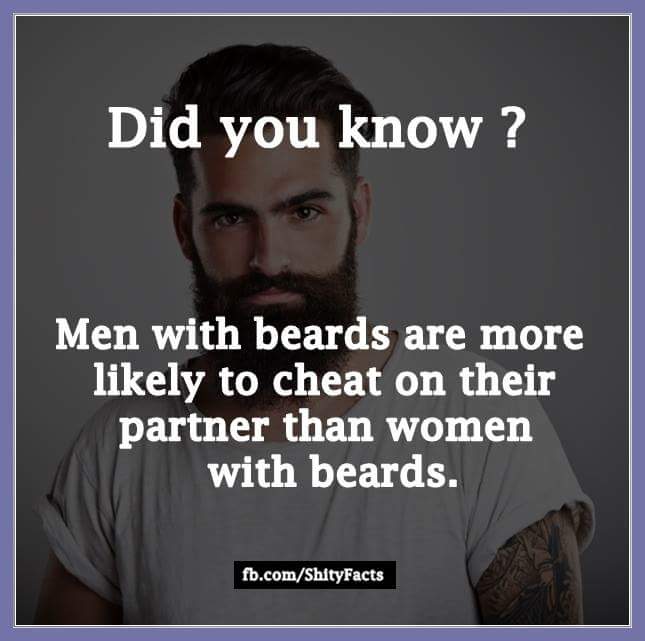 Did you know ?
Men with beards are more
likely to cheat on their
partner than women
with beards.
fb.com/ShityFacts